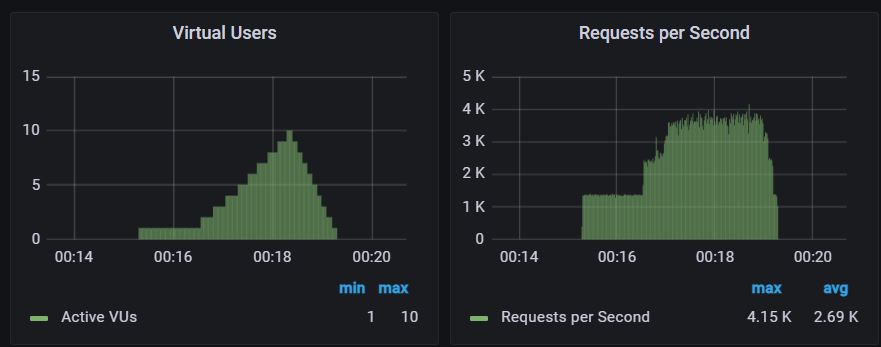 Virtual Users
15
10
5
0
00:14 00:16 00:18 00:20
min max
Active VUs 1 10
Requests per Second
5 K
4 K
3 K
2 K
1 K
0
00:14 00:16 00:18 00:20
max avg
Requests per Second 4.15 K 2.69 K